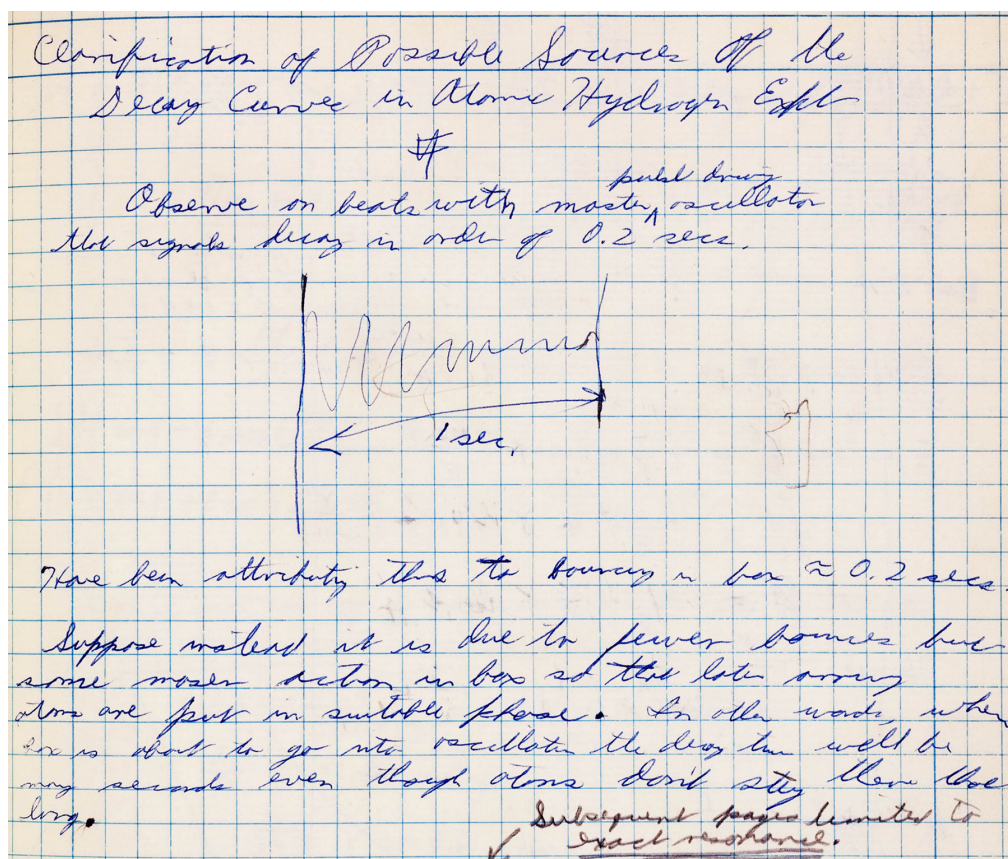 Clarification of Possible Sources Of the
Decay Curve in Atomic Hydrogen Expt
pulsed driving
Observe on beats with master ^ oscillator
that signals decay in order of 0.2 secs.
1 sec.
Have been attributing this to bouncing in box ≈ 0.2 secs.
Suppose instead it is due to fewer bounces but
some maser action in box so that later arriving
atoms are put in suitable phase. In other words, when
box is about to go into oscillation the decay time will be
many seconds even though atoms don't stay there that
long.
Subsequent pages limited to
exact resonance.